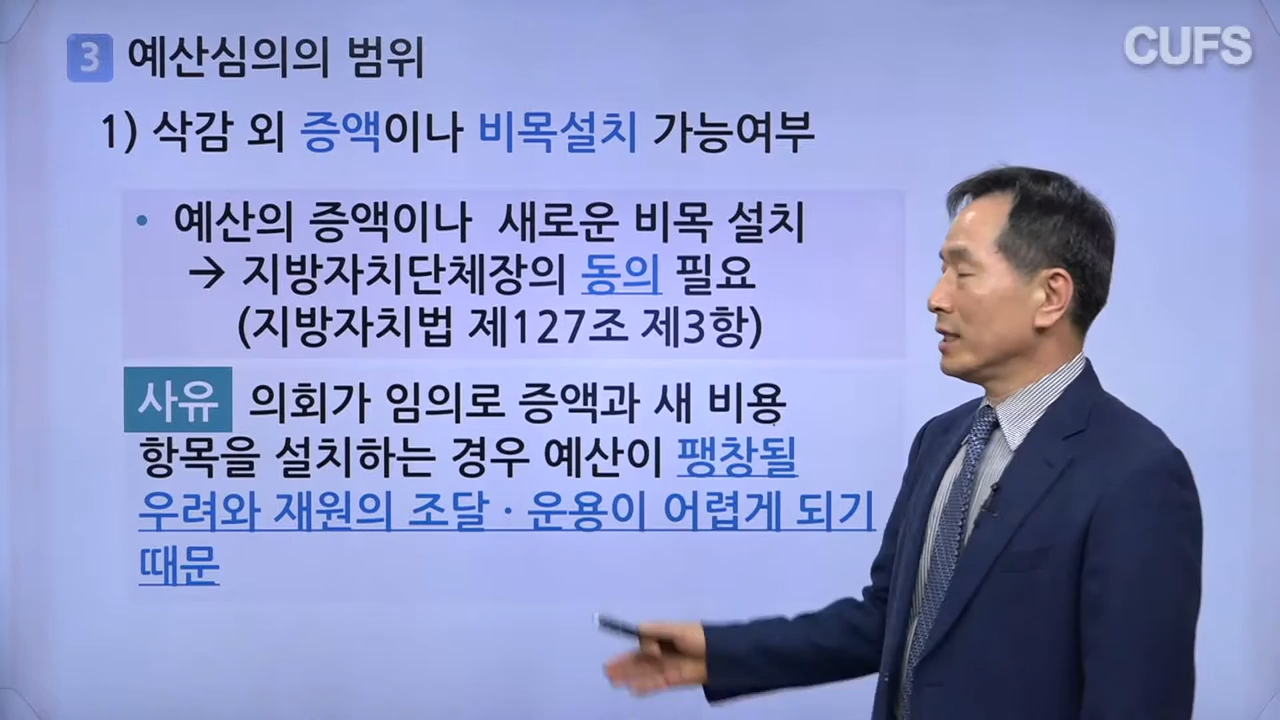 CUFS
3 예산심의의 범위
1) 삭감 외 증액이나 비목설치 가능여부
• 예산의 증액이나 새로운 비목 설치
→ 지방자치단체장의 동의 필요
(지방자치법 제127조 제3항)
사유 의회가 임의로 증액과 새 비용
항목을 설치하는 경우 예산이 팽창될
우려와 재원의 조달·운용이 어렵게 되기
때문